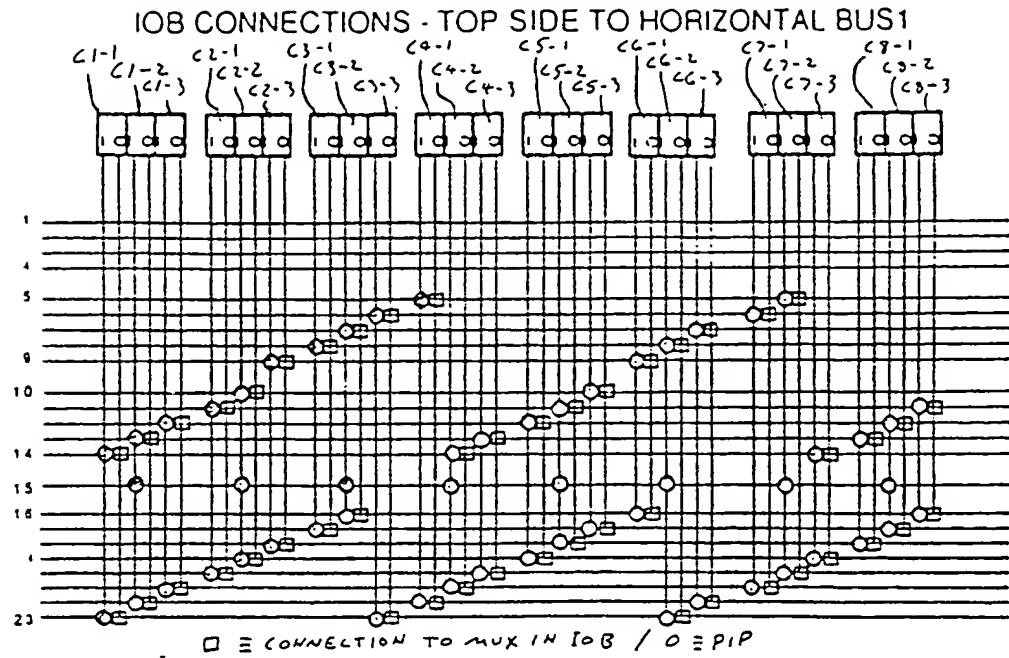 IOB CONNECTIONS - TOP SIDE TO HORIZONTAL BUS1
C1-1 C2-1 C3-1 C4-1 C5-1 C6-1 C7-1 C8-1
C1-2 C2-2 C3-2 C4-2 C5-2 C6-2 C7-2 C8-2
C1-3 C2-3 C3-3 C4-3 C5-3 C6-3 C7-3 C8-3
1
4
5
9
10
14
15
16
23
□ ≡ CONNECTION TO MUX IN IOB / O ≡ PIP